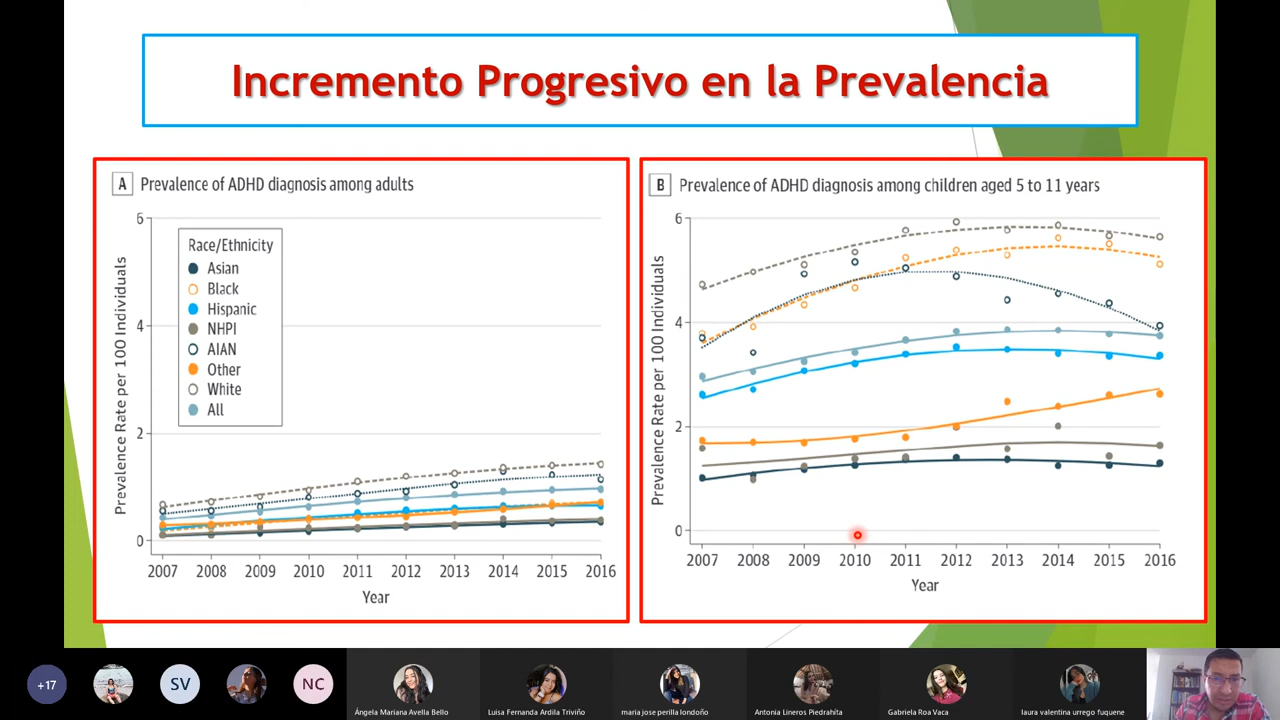 Incremento Progresivo en la Prevalencia
A Prevalence of ADHD diagnosis among adults
6
4
2
0
Prevalence Rate per 100 Individuals
Race/Ethnicity
Asian
Black
Hispanic
NHPI
AIAN
Other
White
All
2007 2008 2009 2010 2011 2012 2013 2014 2015 2016
Year
B Prevalence of ADHD diagnosis among children aged 5 to 11 years
6
4
2
0
Prevalence Rate per 100 Individuals
2007 2008 2009 2010 2011 2012 2013 2014 2015 2016
Year
+17
SV
NC
Ángela Mariana Avella Bello
Luisa Fernanda Ardila Triviño
maria jose perilla londoño
Antonia Lineros Piedrahíta
Gabriela Roa Vaca
laura valentina urrego fuquene